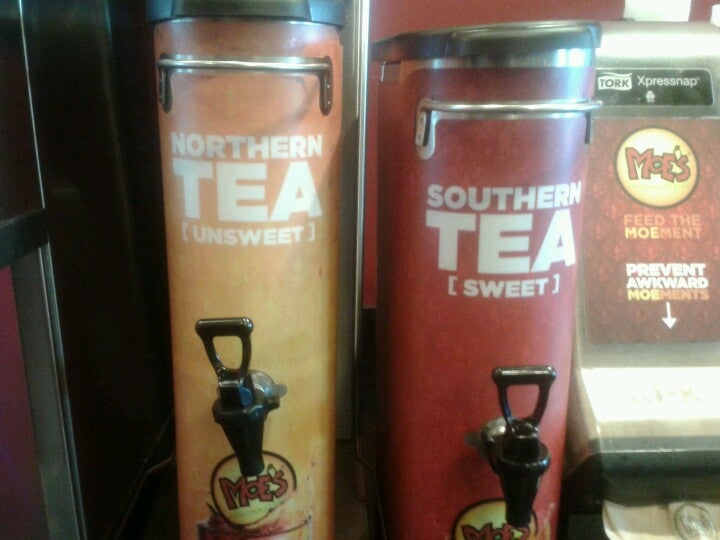 NORTHERN
TEA
[ UNSWEET ]
MOE'S
SOUTHERN
TEA
[ SWEET ]
MOE'S
TORK Xpressnap®
MOE'S
FEED THE
MOEMENT
PREVENT
AWKWARD
MOEMENTS